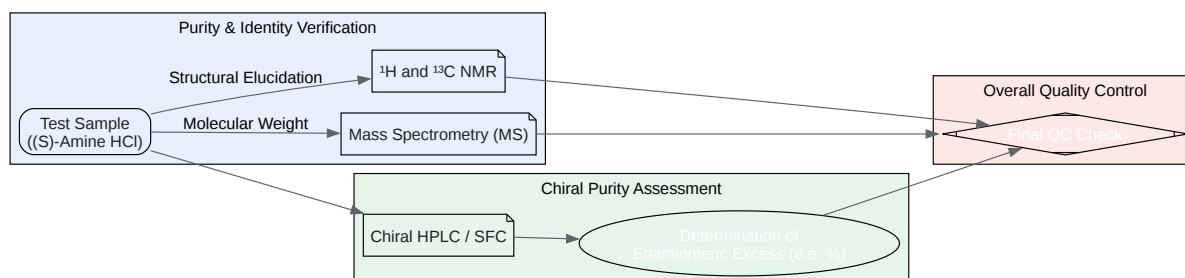 Purity & Identity Verification
Structural Elucidation
¹H and ¹³C NMR
Test Sample
((S)-Amine HCl)
Molecular Weight
Mass Spectrometry (MS)
Overall Quality Control
Final QC Check
Chiral Purity Assessment
Chiral HPLC / SFC
Determination of
Enantiomeric Excess (e.e. %)